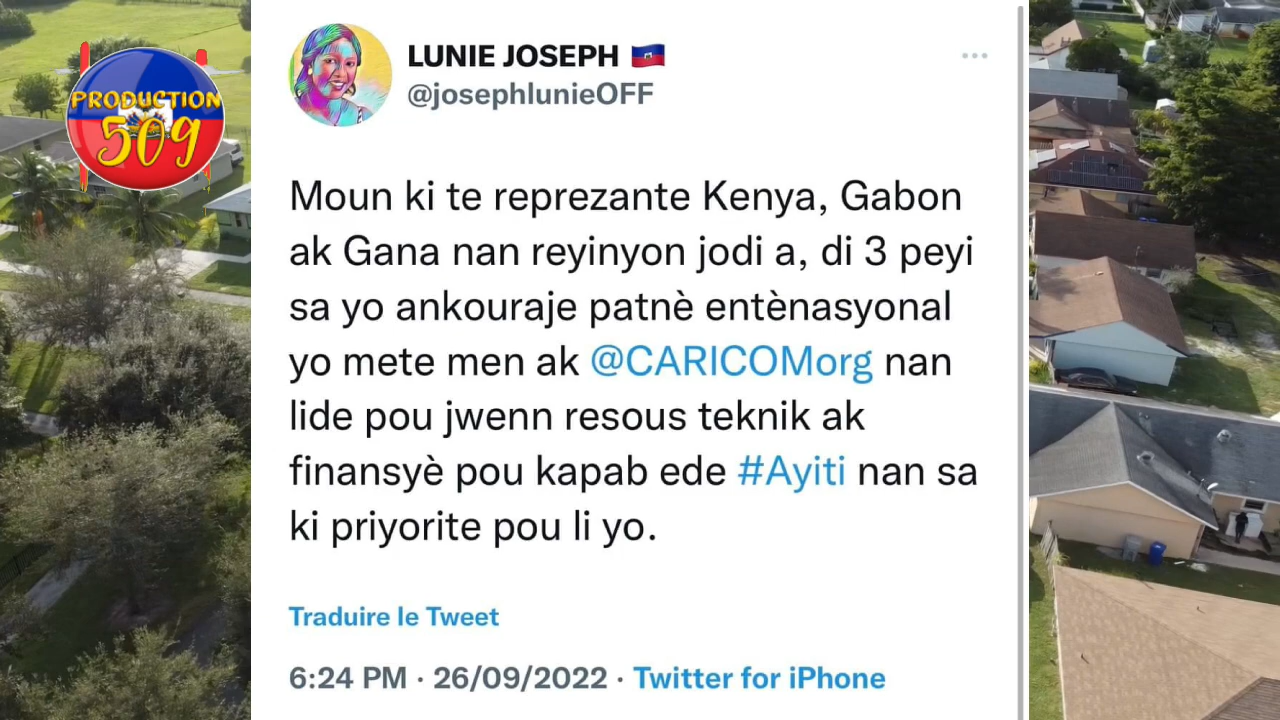 PRODUCTION
509
LUNIE JOSEPH 🇭🇹
@josephlunieOFF
Moun ki te reprezante Kenya, Gabon
ak Gana nan reyinyon jodi a, di 3 peyi
sa yo ankouraje patnè entènasyonal
yo mete men ak @CARICOMorg nan
lide pou jwenn resous teknik ak
finansyè pou kapab ede #Ayiti nan sa
ki priyorite pou li yo.
Traduire le Tweet
6:24 PM · 26/09/2022 · Twitter for iPhone